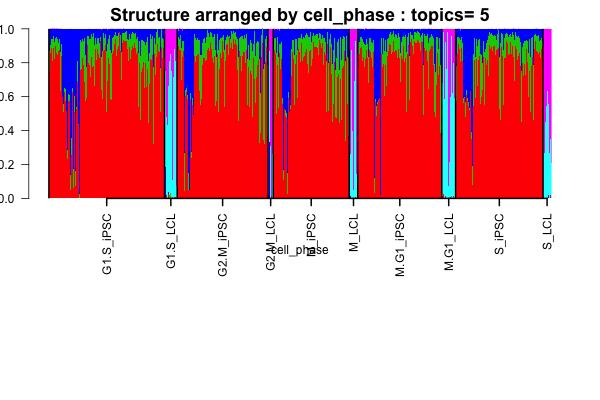 Structure arranged by cell_phase : topics= 5
1.0
0.8
0.6
0.4
0.2
0.0
G1.S_iPSC
G1.S_LCL
G2.M_iPSC
G2.M_LCL
M_iPSC
M_LCL
M.G1_iPSC
M.G1_LCL
S_iPSC
S_LCL
cell_phase